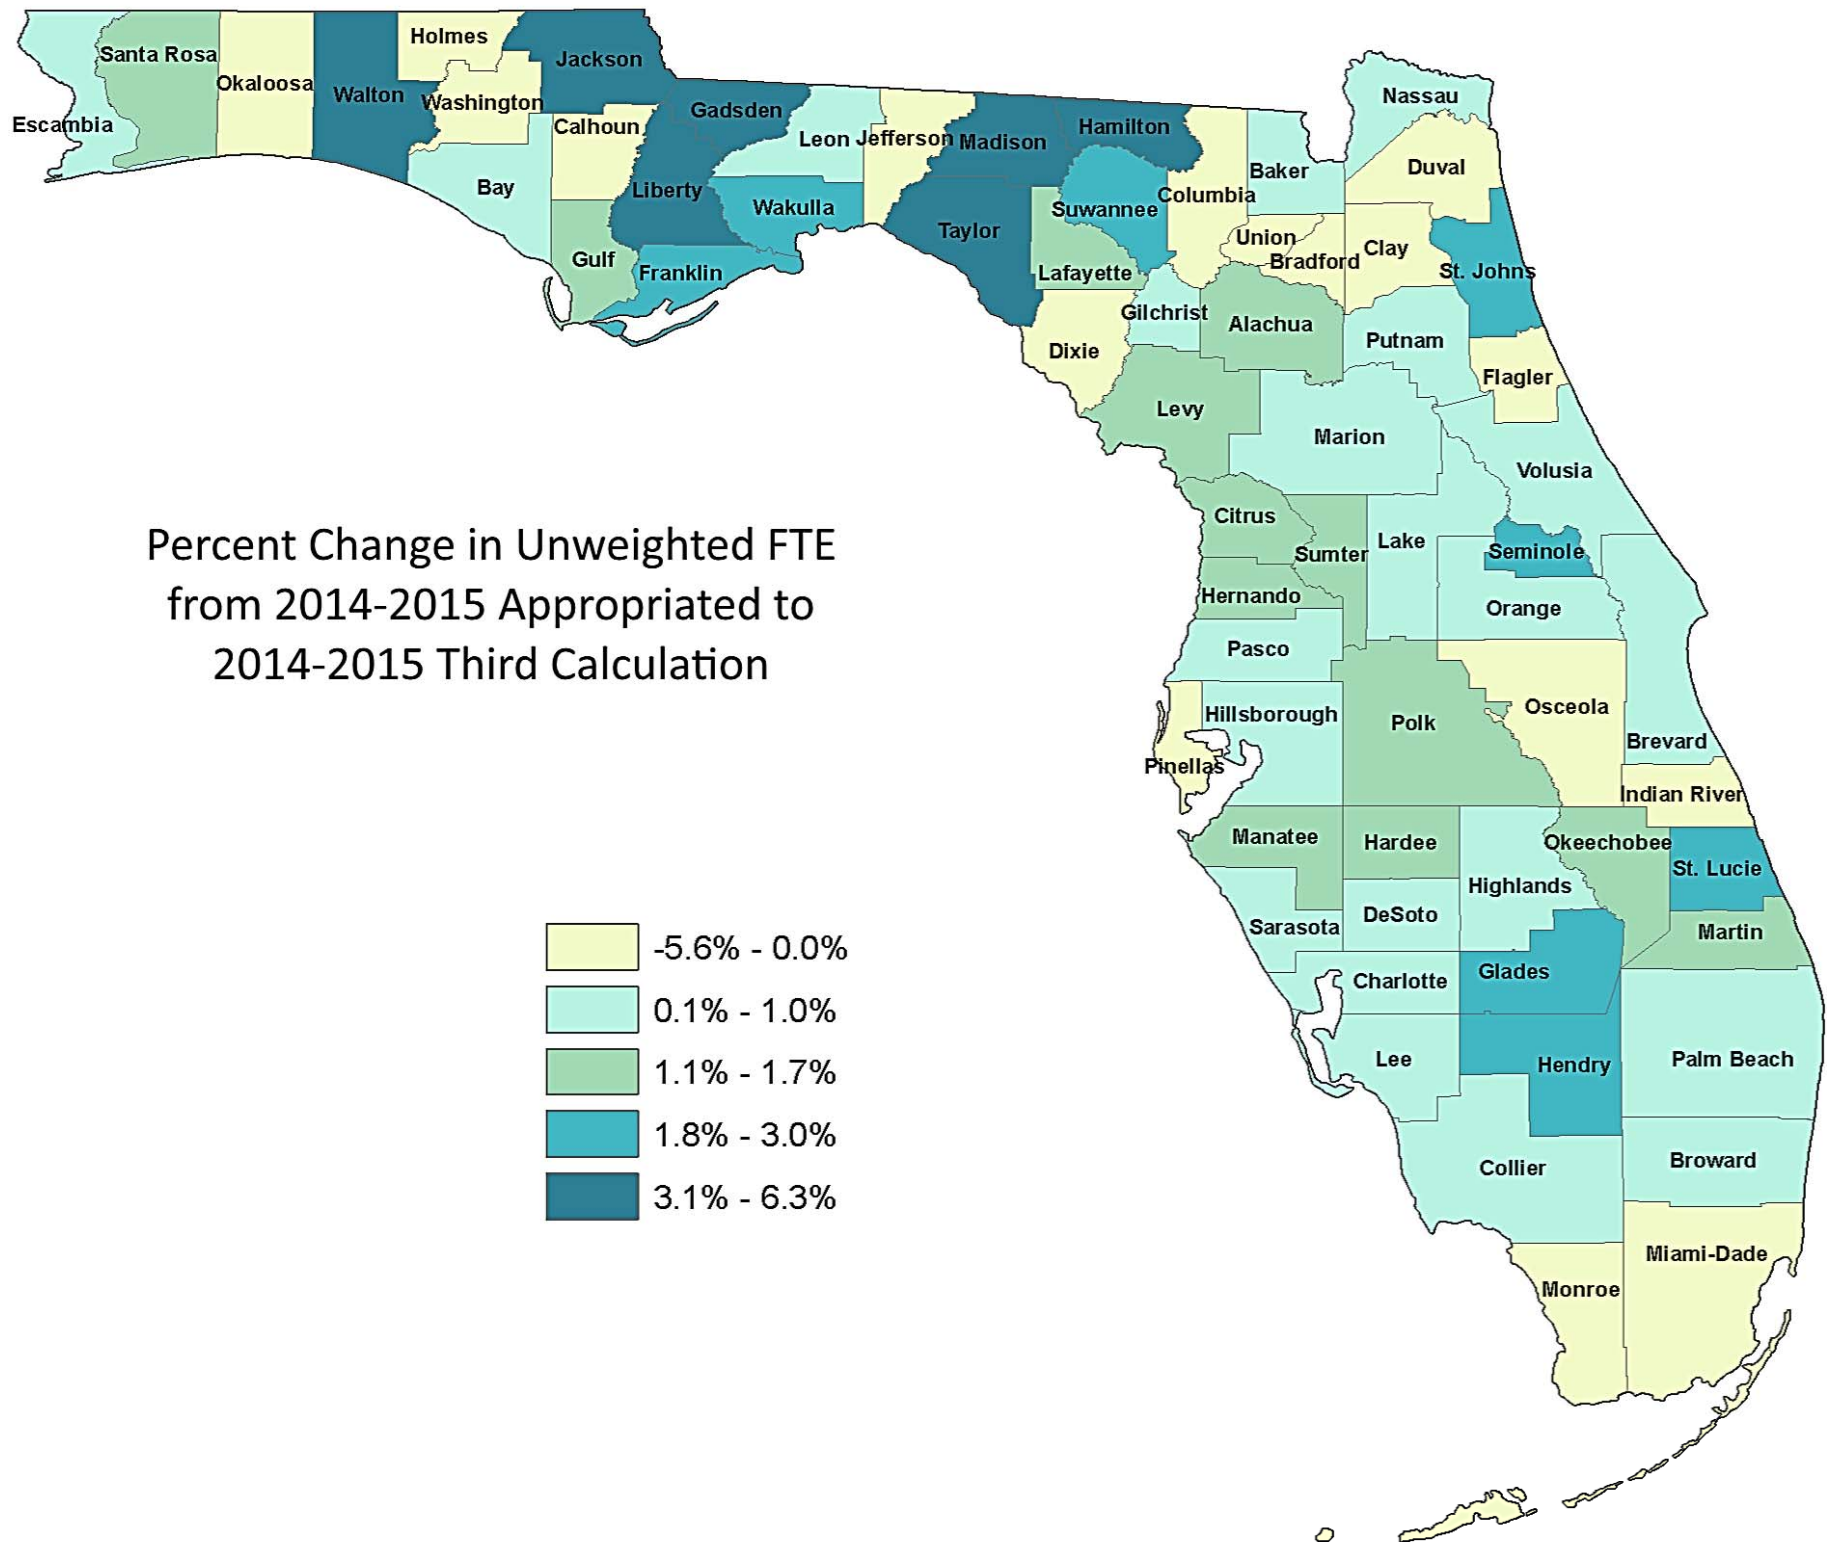 Holmes
Jackson
Santa Rosa
Okaloosa
Walton
Washington
Gadsden
Nassau
Escambia
Calhoun
Leon
Jefferson
Madison
Hamilton
Duval
Baker
Bay
Liberty
Wakulla
Suwannee
Columbia
Taylor
Union
Bradford
Clay
Gulf
Franklin
Lafayette
St. Johns
Gilchrist
Alachua
Putnam
Dixie
Flagler
Levy
Marion
Volusia
Citrus
Sumter
Lake
Seminole
Percent Change in Unweighted FTE
from 2014-2015 Appropriated to
2014-2015 Third Calculation
Hernando
Orange
Pasco
Hillsborough
Polk
Osceola
Brevard
Pinellas
Indian River
Manatee
Hardee
Okeechobee
St. Lucie
Highlands
DeSoto
Sarasota
Martin
Charlotte
Glades
Lee
Hendry
Palm Beach
Collier
Broward
Miami-Dade
Monroe
-5.6% - 0.0%
0.1% - 1.0%
1.1% - 1.7%
1.8% - 3.0%
3.1% - 6.3%